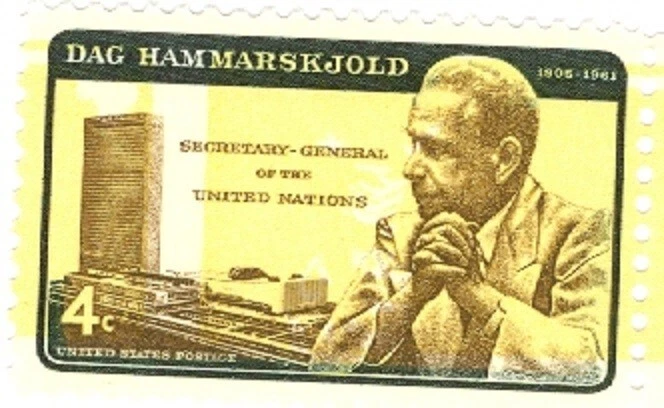 DAG HAMMARSKJOLD
1905-1961
SECRETARY-GENERAL
OF THE
UNITED NATIONS
4c
UNITED STATES POSTAGE